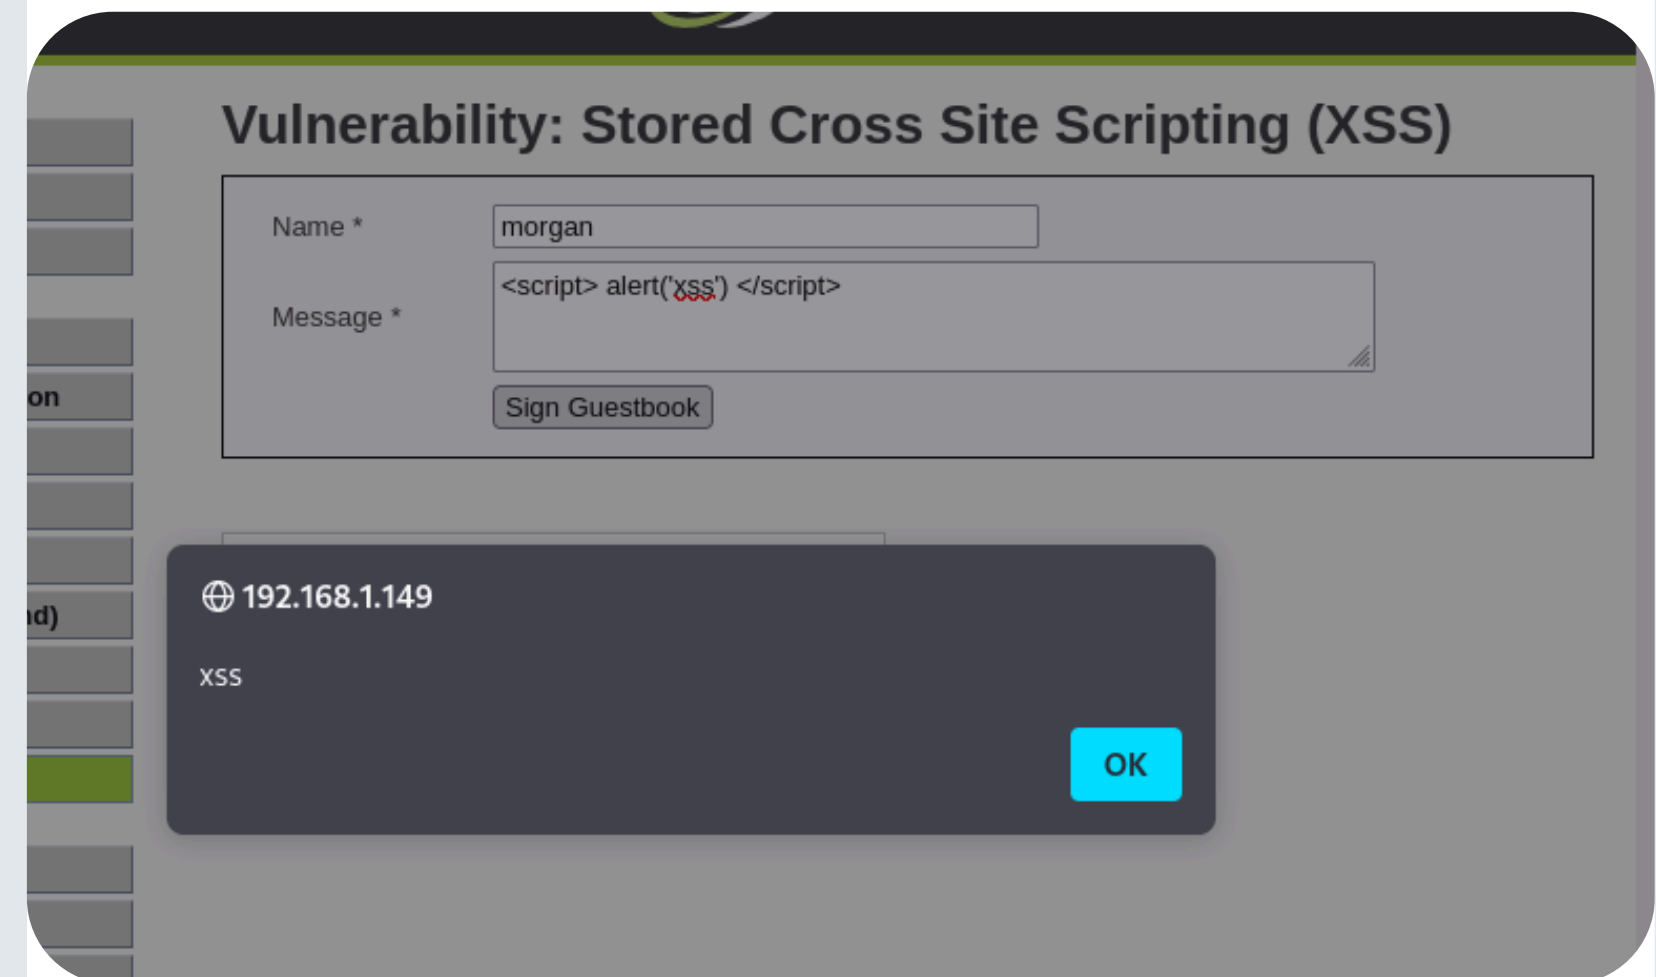 Vulnerability: Stored Cross Site Scripting (XSS)
Name * morgan
Message * <script> alert('xss') </script>
Sign Guestbook
on
nd)
192.168.1.149
xss
OK